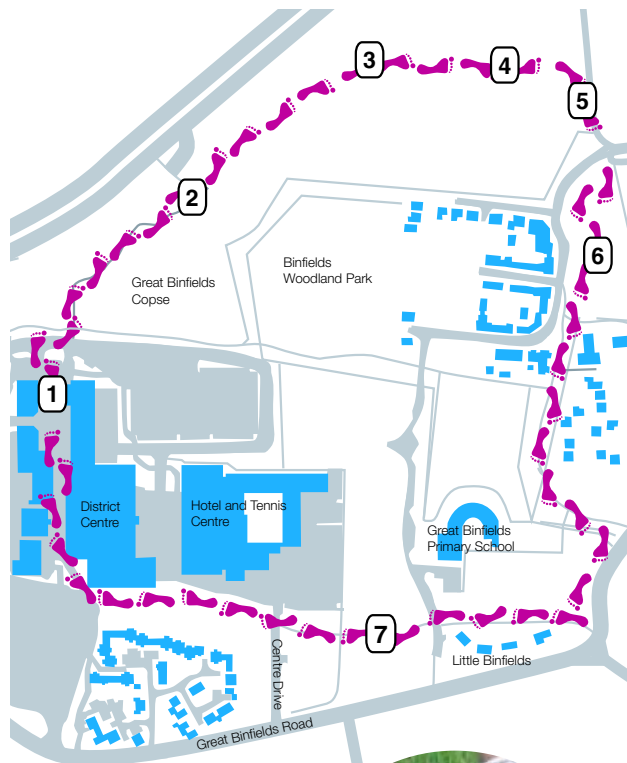 3
4
5
2
6
Binfields
Woodland Park
Great Binfields
Copse
1
District
Centre
Hotel and Tennis
Centre
Great Binfields
Primary School
7
Little Binfields
Centre Drive
Great Binfields Road